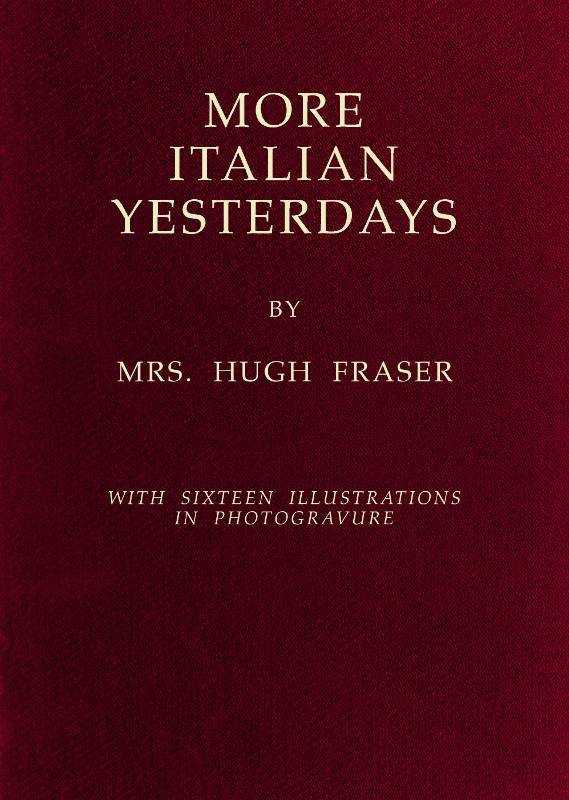 MORE
ITALIAN
YESTERDAYS
BY
MRS. HUGH FRASER
WITH SIXTEEN ILLUSTRATIONS
IN PHOTOGRAVURE